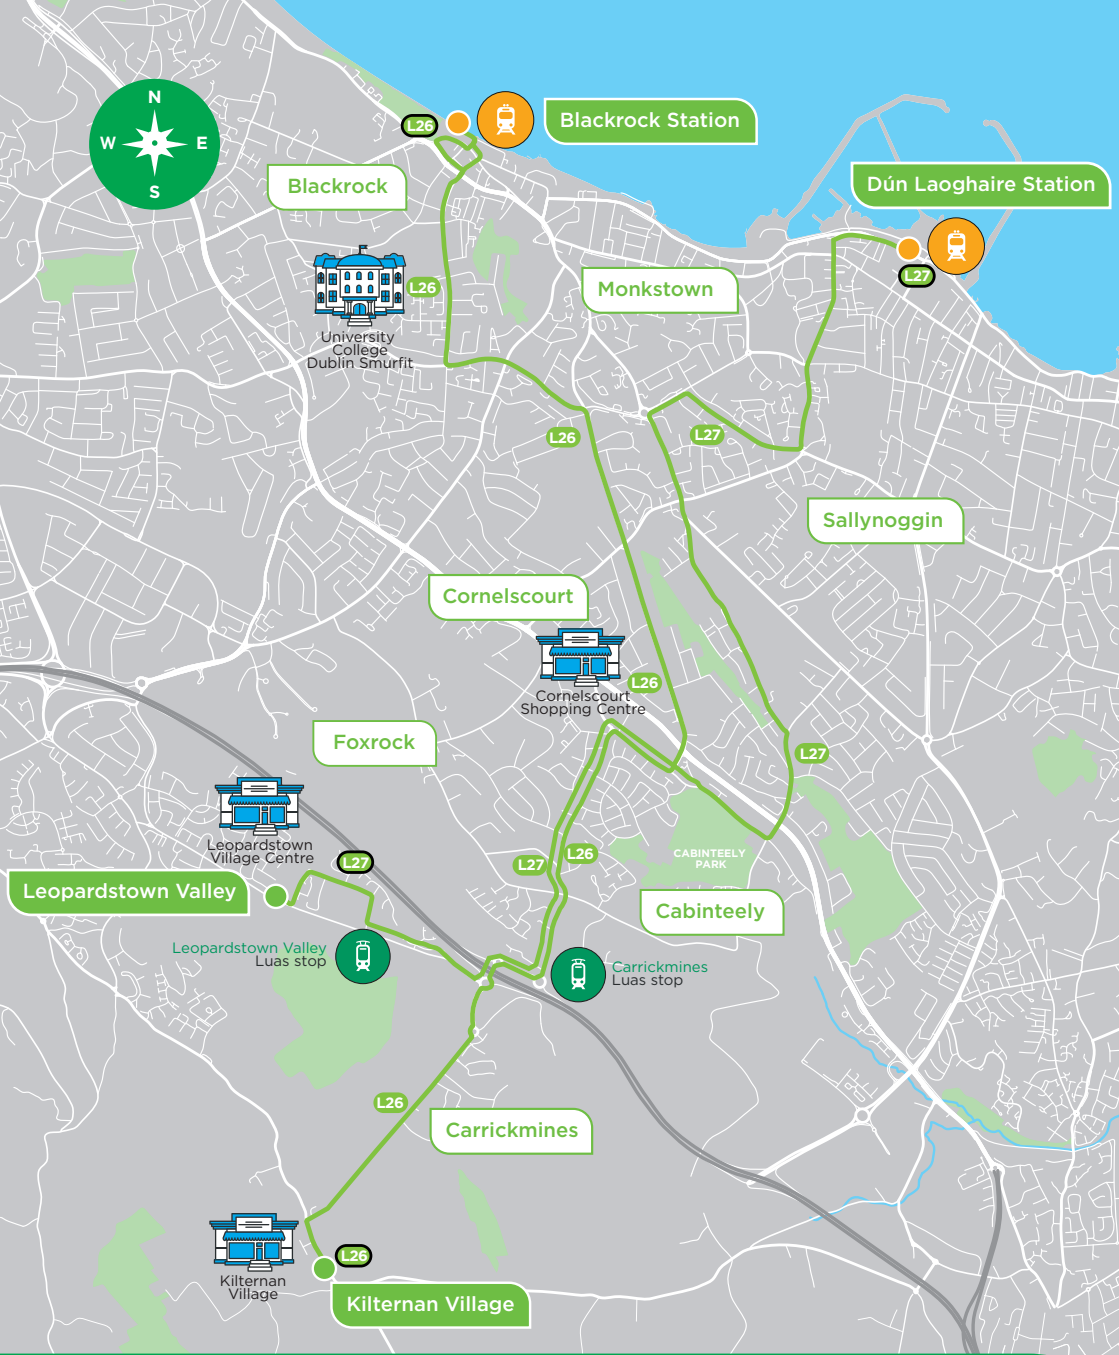 N
W
E
S
L26
Blackrock Station
Blackrock
Dún Laoghaire Station
L27
L26
Monkstown
University
College
Dublin Smurfit
L26
L27
Sallynoggin
Cornelscourt
L26
Cornelscourt
Shopping Centre
Foxrock
L27
Leopardstown
Village Centre
L27
L27
L26
CABINTEELY
PARK
Leopardstown Valley
Cabinteely
Leopardstown Valley
Luas stop
Carrickmines
Luas stop
L26
Carrickmines
L26
Kilternan
Village
Kilternan Village